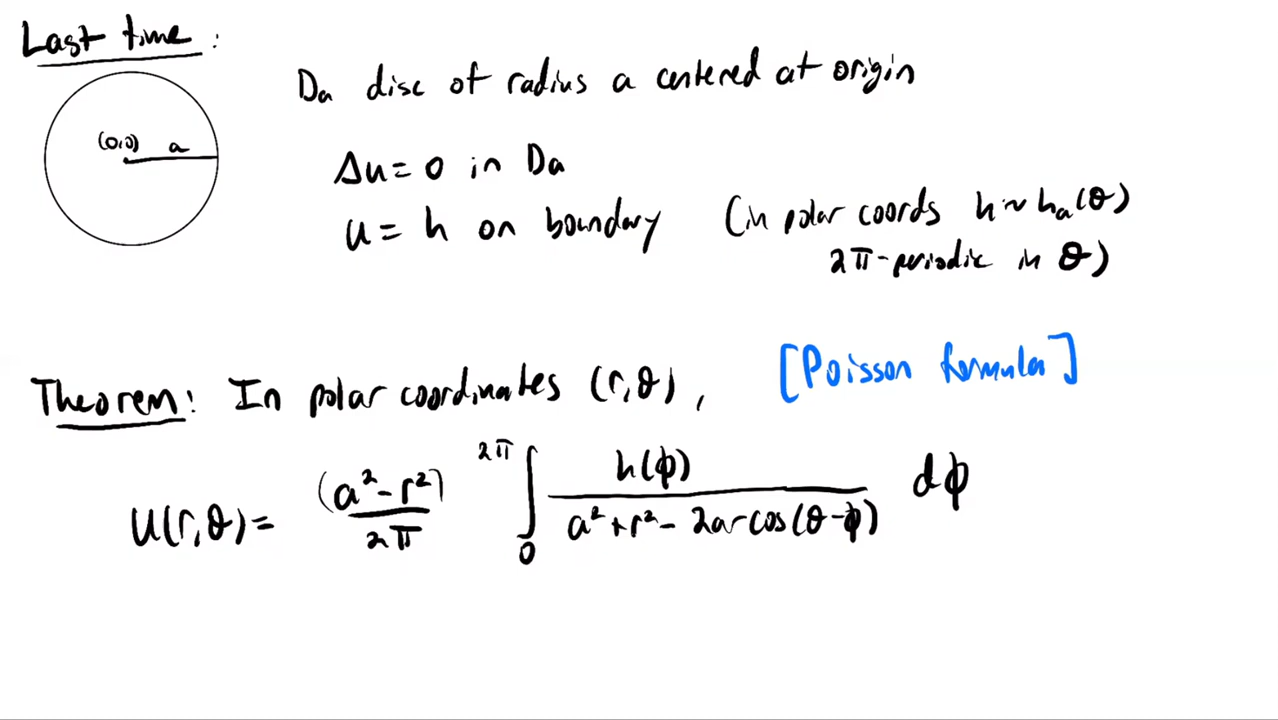 Last time:
(0,0) a
Da disc of radius a centered at origin
Δu = 0 in Da
u = h on boundary (in polar coords h ~ ha(θ)
2π-periodic in θ)
Theorem: In polar coordinates (r,θ), [Poisson formula]
U(r,θ) = (a² - r²)/2π ∫₀^2π h(φ)/(a² + r² - 2ar cos(θ-φ)) dφ